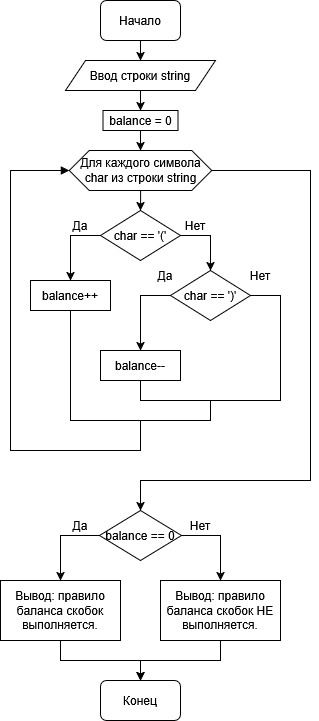 Начало
Ввод строки string
balance = 0
Для каждого символа
char из строки string
Да
Нет
char == '('
Да
Нет
balance++
char == ')'
balance--
Да
Нет
balance == 0
Вывод: правило
баланса скобок
выполняется.
Вывод: правило
баланса скобок НЕ
выполняется.
Конец